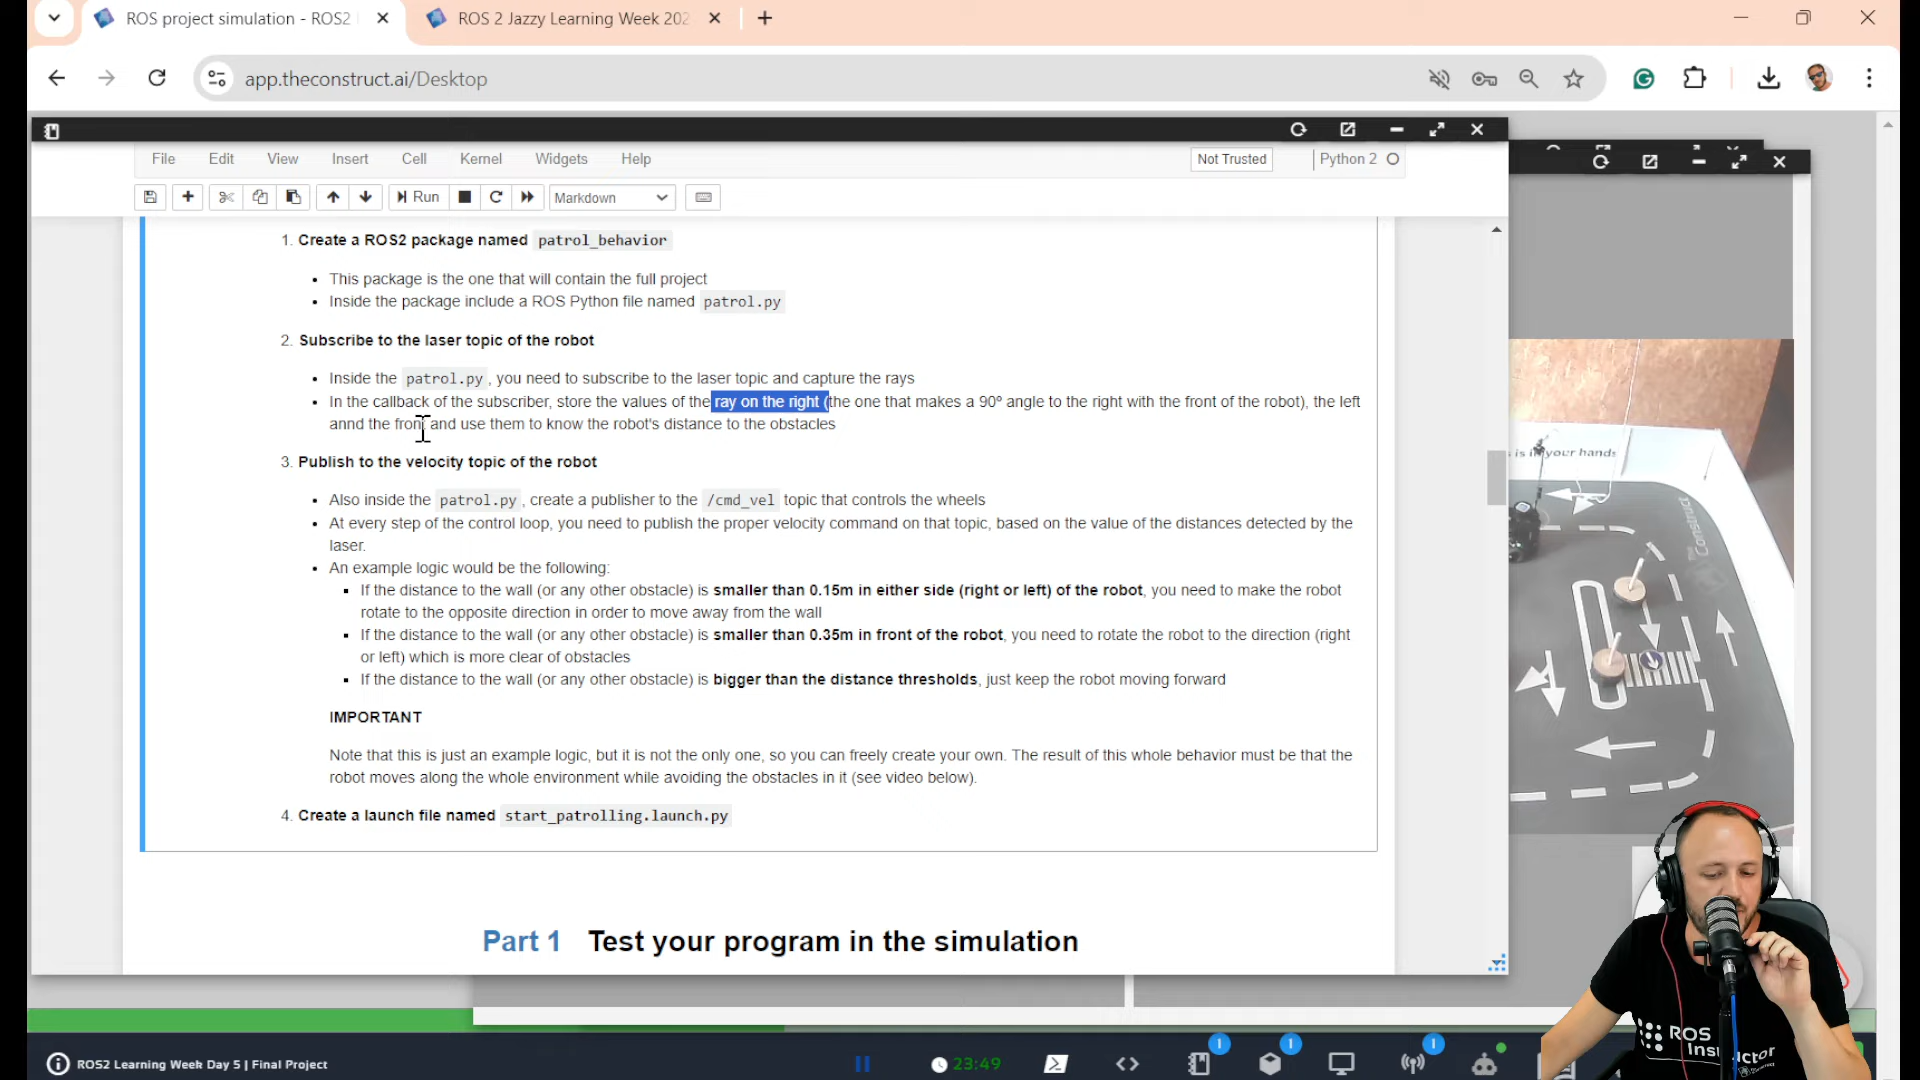 ROS project simulation - ROS2
ROS 2 Jazzy Learning Week 202
app.theconstruct.ai/Desktop
File Edit View Insert Cell Kernel Widgets Help
Not Trusted
Python 2
Run
Markdown
1. Create a ROS2 package named patrol_behavior
• This package is the one that will contain the full project
• Inside the package include a ROS Python file named patrol.py
2. Subscribe to the laser topic of the robot
• Inside the patrol.py, you need to subscribe to the laser topic and capture the rays
• In the callback of the subscriber, store the values of the ray on the right (the one that makes a 90º angle to the right with the front of the robot), the left
annd the front and use them to know the robot's distance to the obstacles
3. Publish to the velocity topic of the robot
• Also inside the patrol.py, create a publisher to the /cmd_vel topic that controls the wheels
• At every step of the control loop, you need to publish the proper velocity command on that topic, based on the value of the distances detected by the
laser.
• An example logic would be the following:
▪ If the distance to the wall (or any other obstacle) is smaller than 0.15m in either side (right or left) of the robot, you need to make the robot
rotate to the opposite direction in order to move away from the wall
▪ If the distance to the wall (or any other obstacle) is smaller than 0.35m in front of the robot, you need to rotate the robot to the direction (right
or left) which is more clear of obstacles
▪ If the distance to the wall (or any other obstacle) is bigger than the distance thresholds, just keep the robot moving forward
IMPORTANT
Note that this is just an example logic, but it is not the only one, so you can freely create your own. The result of this whole behavior must be that the
robot moves along the whole environment while avoiding the obstacles in it (see video below).
4. Create a launch file named start_patrolling.launch.py
Part 1 Test your program in the simulation
is in your hands
The Construct
ROS2 Learning Week Day 5 | Final Project
23:49
1
1
1
ROS